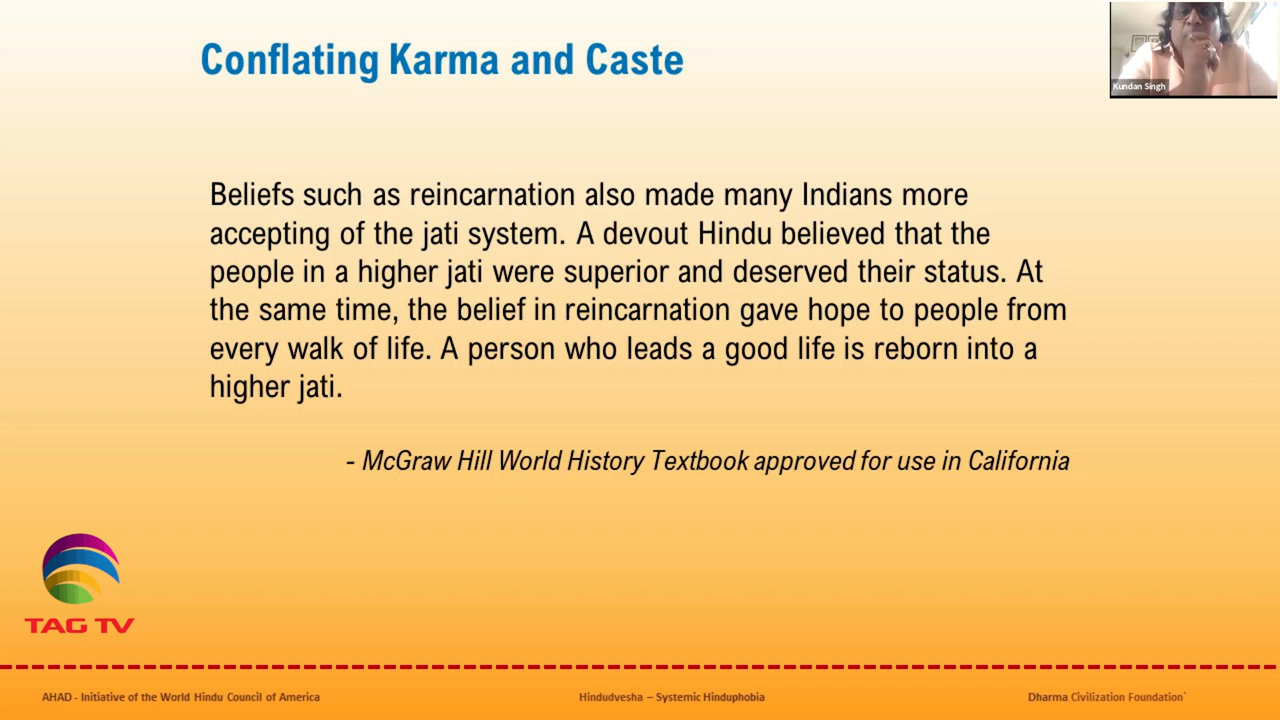 Conflating Karma and Caste
Kundan Singh
Beliefs such as reincarnation also made many Indians more
accepting of the jati system. A devout Hindu believed that the
people in a higher jati were superior and deserved their status. At
the same time, the belief in reincarnation gave hope to people from
every walk of life. A person who leads a good life is reborn into a
higher jati.
- McGraw Hill World History Textbook approved for use in California
TAG TV
AHAD - Initiative of the World Hindu Council of America
Hindudvesha – Systemic Hinduphobia
Dharma Civilization Foundation`